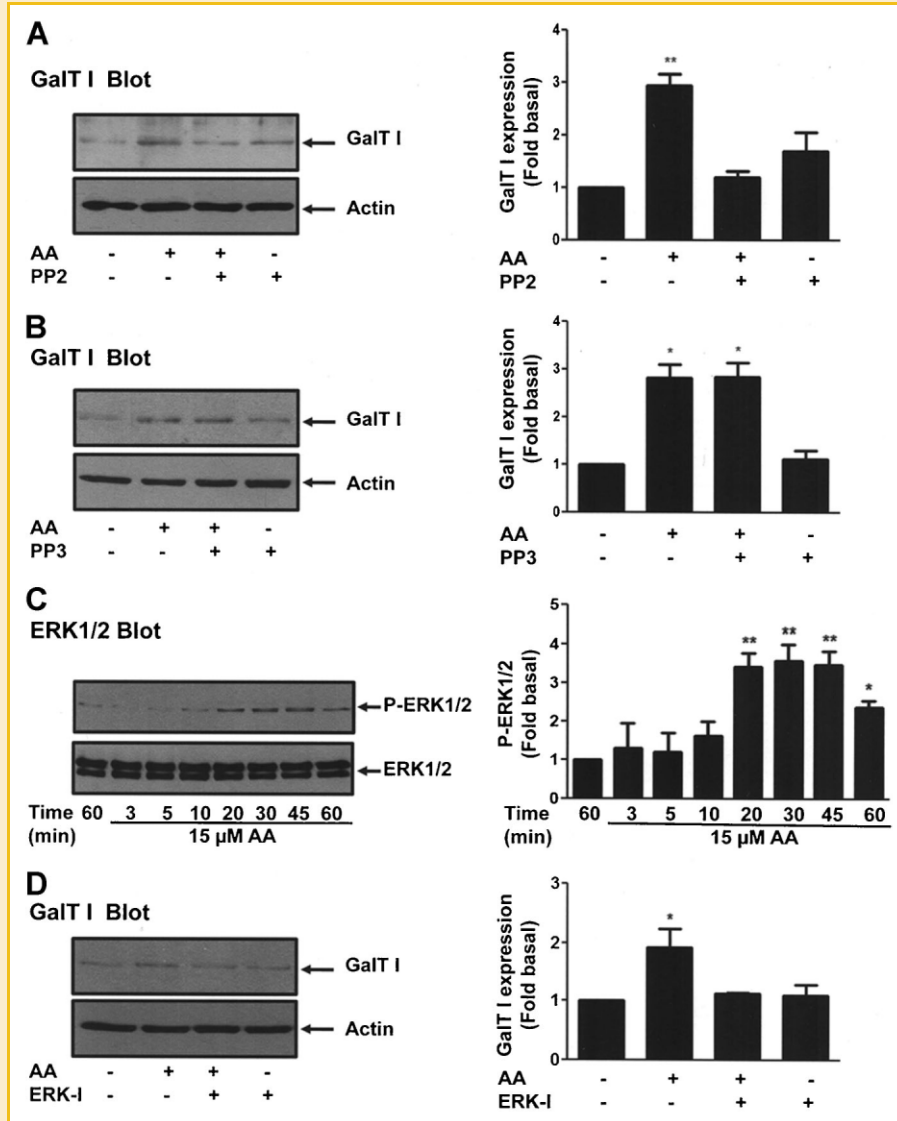 A
GalT I Blot
GalT I
Actin
AA - + + -
PP2 - - + +
GalT I expression
(Fold basal)
4
3
2
1
0
**
AA - + + -
PP2 - - + +
B
GalT I Blot
GalT I
Actin
AA - + + -
PP3 - - + +
GalT I expression
(Fold basal)
4
3
2
1
0
* *
AA - + + -
PP3 - - + +
C
ERK1/2 Blot
P-ERK1/2
ERK1/2
Time 60 3 5 10 20 30 45 60
(min) 15 µM AA
P-ERK1/2
(Fold basal)
5
4
3
2
1
0
** ** ** *
Time 60 3 5 10 20 30 45 60
(min) 15 µM AA
D
GalT I Blot
GalT I
Actin
AA - + + -
ERK-I - - + +
GalT I expression
(Fold basal)
3
2
1
0
*
AA - + + -
ERK-I - - + +